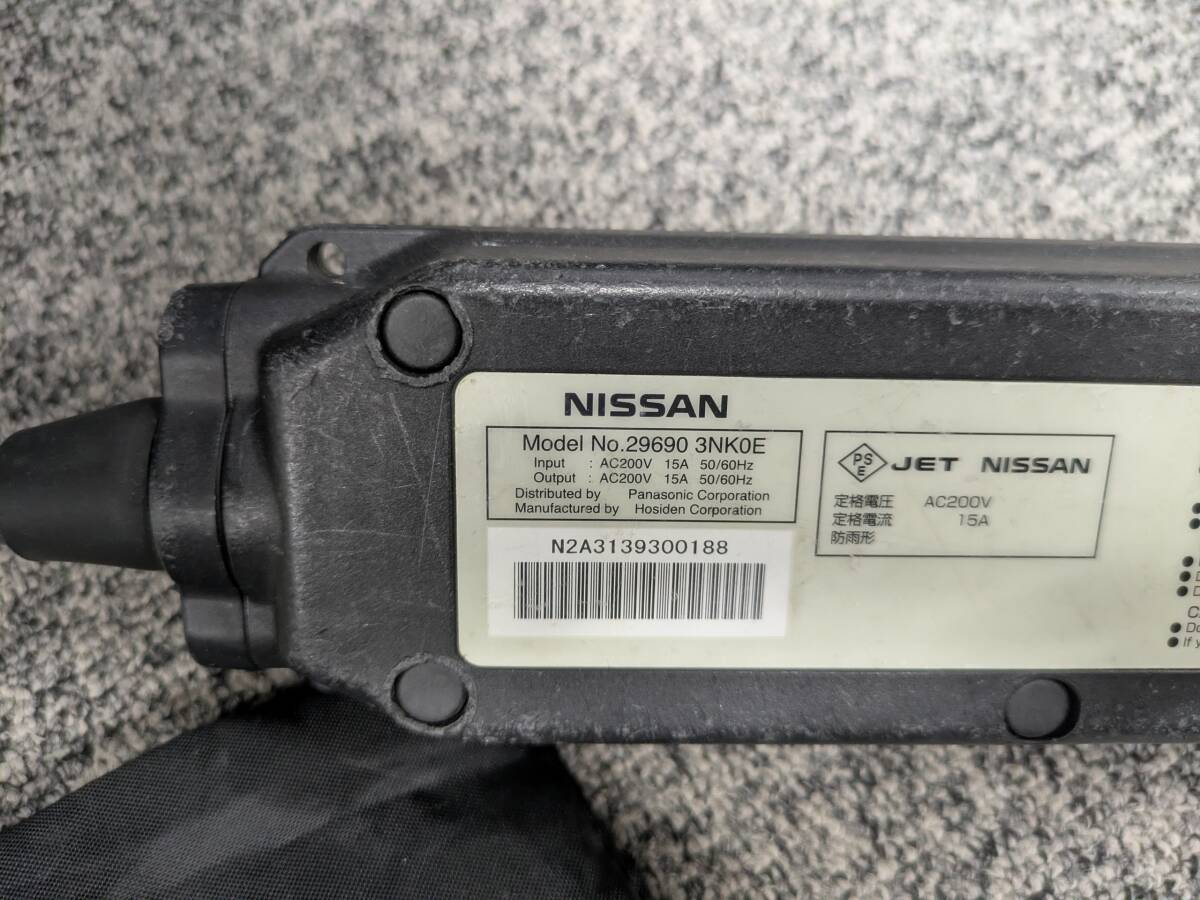 NISSAN
Model No.29690 3NK0E
Input : AC200V 15A 50/60Hz
Output : AC200V 15A 50/60Hz
Distributed by Panasonic Corporation
Manufactured by Hosiden Corporation
N2A3139300188
PS
E
JET NISSAN
定格電圧 AC200V
定格電流 15A
防雨形